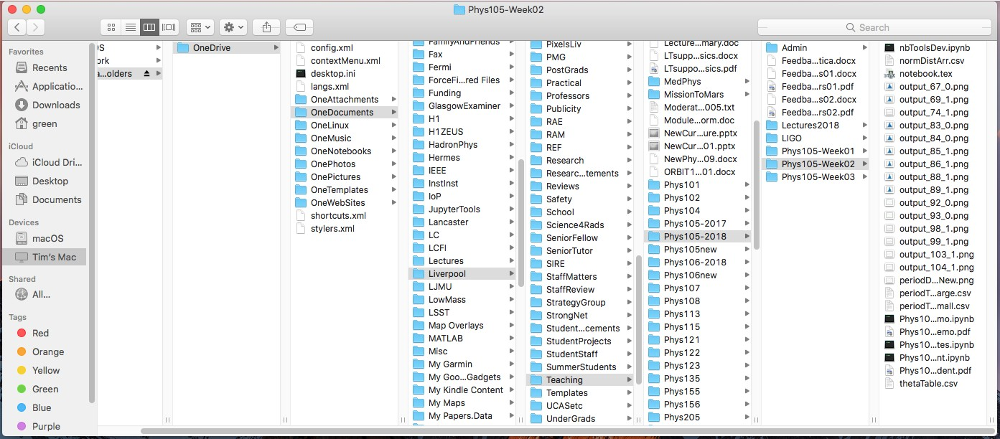 Phys105-Week02
Search
Favorites
Recents
Applicatio...
Downloads
green
iCloud
iCloud Dri...
Desktop
Documents
Devices
macOS
Tim's Mac
Shared
All...
Tags
Red
Orange
Yellow
Green
Blue
Purple
a...olders
OneDrive
config.xml
contextMenu.xml
desktop.ini
langs.xml
OneAttachments
OneDocuments
OneLinux
OneMusic
OneNotebooks
OnePhotos
OnePictures
OneTemplates
OneWebSites
shortcuts.xml
stylers.xml
FamilyAndFriends
Fax
Fermi
ForceFi...red Files
Funding
GlasgowExaminer
H1
H1ZEUS
HadronPhys
Hermes
IEEE
InstInst
IoP
JupyterTools
Lancaster
LC
LCFI
Lectures
Liverpool
LJMU
LowMass
LSST
Map Overlays
MATLAB
Misc
My Garmin
My Goo...Gadgets
My Kindle Content
My Maps
My Papers.Data
PixelsLiv
PMG
PostGrads
Practical
Professors
Publicity
RAE
RAM
REF
Research
Researc...tements
Reviews
Safety
School
Science4Rads
SeniorFellow
SeniorTutor
SIRE
StaffMatters
StaffReview
StrategyGroup
StrongNet
Student...cements
StudentProjects
StudentStaff
SummerStudents
Teaching
Templates
UCASetc
UnderGrads
Lecture...mary.doc
LTsupp...sics.docx
LTsuppo...sics.pdf
MedPhys
MissionToMars
Moderat...005.txt
Module...orm.doc
NewCur...ure.pptx
NewCur...01.pptx
NewPhy...09.docx
ORBIT1...01.docx
Phys101
Phys102
Phys104
Phys105-2017
Phys105-2018
Phys105new
Phys106-2018
Phys106new
Phys107
Phys108
Phys113
Phys115
Phys121
Phys122
Phys123
Phys135
Phys155
Phys156
Phys205
Admin
Feedba...tica.docx
Feedba...s01.docx
Feedba...rs01.pdf
Feedba...s02.docx
Feedba...rs02.pdf
Lectures2018
LIGO
Phys105-Week01
Phys105-Week02
Phys105-Week03
nbToolsDev.ipynb
normDistArr.csv
notebook.tex
output_67_0.png
output_69_1.png
output_74_1.png
output_83_0.png
output_84_0.png
output_85_1.png
output_86_1.png
output_88_1.png
output_89_1.png
output_92_0.png
output_93_0.png
output_98_1.png
output_99_1.png
output_103_1.png
output_104_1.png
periodD...New.png
periodT...arge.csv
periodT...mall.csv
Phys10...mo.ipynb
Phys10...emo.pdf
Phys10...tes.ipynb
Phys10...nt.ipynb
Phys10...dent.pdf
thetaTable.csv